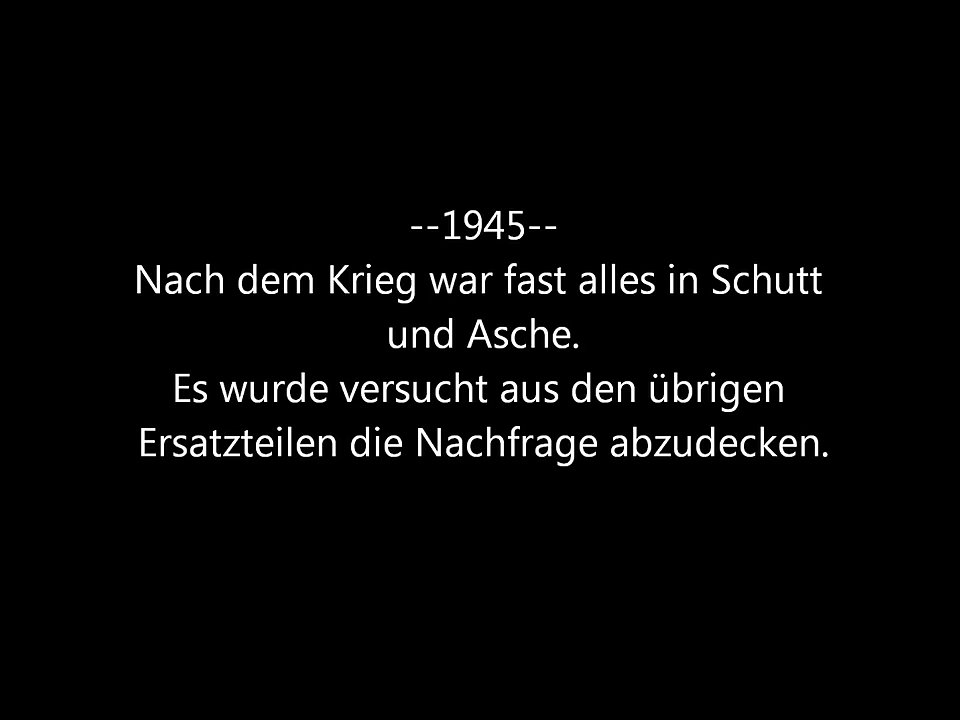 --1945--
Nach dem Krieg war fast alles in Schutt
und Asche.
Es wurde versucht aus den übrigen
Ersatzteilen die Nachfrage abzudecken.